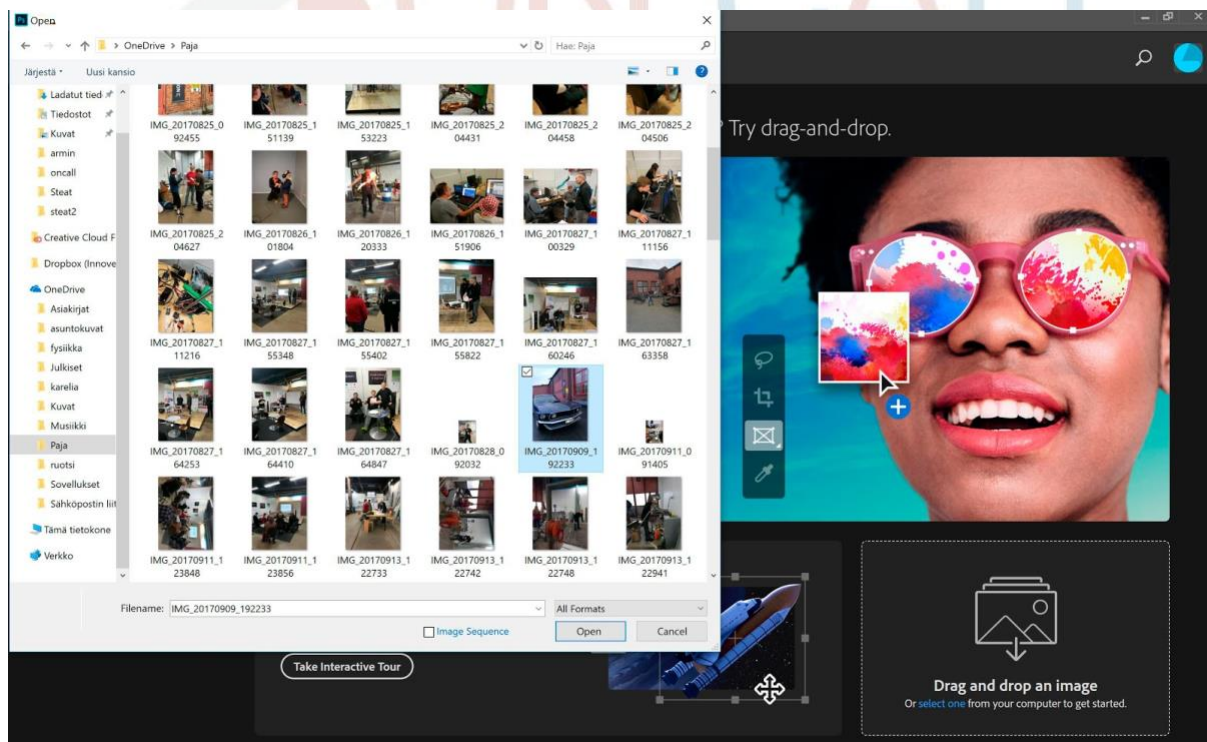 Open
OneDrive > Paja
Hae: Paja
Järjestä
Uusi kansio
Ladatut tied
Tiedostot
Kuvat
armin
oncall
Steat
steat2
Creative Cloud F
Dropbox (Innove
OneDrive
Asiakirjat
asuntokuvat
fysiikka
Julkiset
karelia
Kuvat
Musiikki
Paja
ruotsi
Sovellukset
Sähköpostin liit
Tämä tietokone
Verkko
IMG_20170825_0 IMG_20170825_1 IMG_20170825_1 IMG_20170825_2 IMG_20170825_2 IMG_20170825_2
92455 51139 53223 04431 04458 04506
IMG_20170825_2 IMG_20170826_1 IMG_20170826_1 IMG_20170826_1 IMG_20170827_1 IMG_20170827_1
04627 01804 20333 51906 00329 11156
IMG_20170827_1 IMG_20170827_1 IMG_20170827_1 IMG_20170827_1 IMG_20170827_1 IMG_20170827_1
11216 55348 55402 55822 60246 63358
IMG_20170827_1 IMG_20170827_1 IMG_20170827_1 IMG_20170828_0 IMG_20170909_1 IMG_20170911_0
64253 64410 64847 92032 92233 91405
IMG_20170911_1 IMG_20170911_1 IMG_20170913_1 IMG_20170913_1 IMG_20170913_1 IMG_20170913_1
23848 23856 22733 22742 22748 22941
Filename: IMG_20170909_192233
All Formats
Image Sequence
Open
Cancel
? Try drag-and-drop.
Take Interactive Tour
Drag and drop an image
Or select one from your computer to get started.